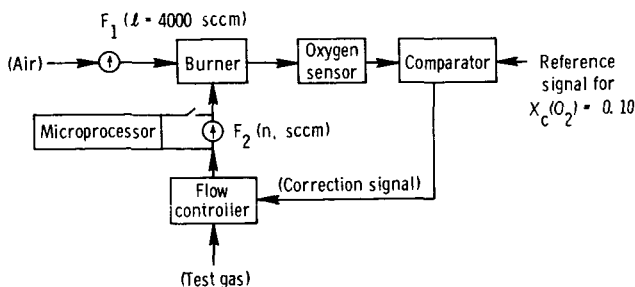 F1 (ℓ = 4000 sccm)
(Air)
Burner
Oxygen
sensor
Comparator
Reference
signal for
Xc(O2) = 0.10
Microprocessor
F2 (n, sccm)
Flow
controller
(Correction signal)
(Test gas)